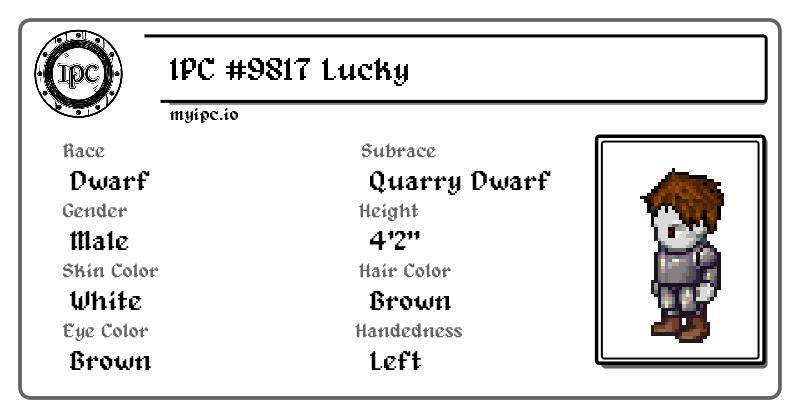 IPC
IPC #9817 Lucky
myipc.io
Race
Dwarf
Subrace
Quarry Dwarf
Gender
Male
Height
4'2"
Skin Color
White
Hair Color
Brown
Eye Color
Brown
Handedness
Left